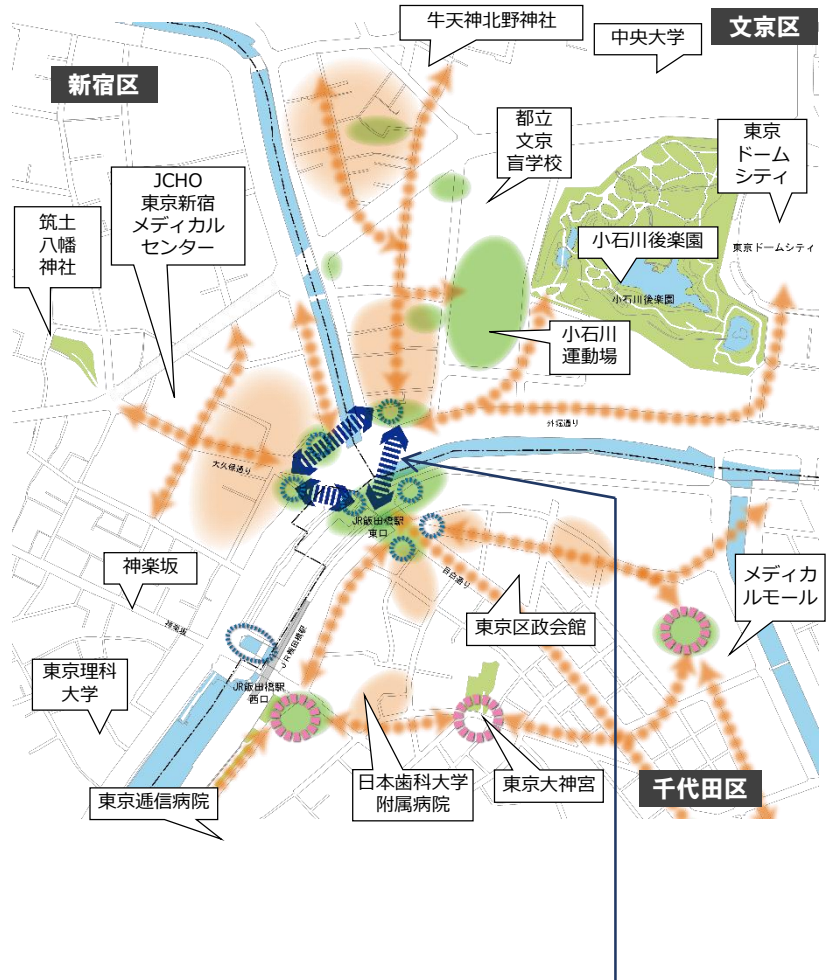 牛天神北野神社
中央大学
文京区
新宿区
都立
文京
盲学校
東京
ドーム
シティ
JCHO
東京新宿
メディカル
センター
筑土
八幡
神社
小石川後楽園
東京ドームシティ
小石川後楽園
小石川
運動場
外堀通り
大久保通り
JR飯田橋駅
東口
目白通り
神楽坂
神楽坂
東京区政会館
メディカ
ルモール
JR飯田橋駅
東京理科
大学
JR飯田橋駅
西口
東京逓信病院
日本歯科大学
附属病院
東京大神宮
千代田区